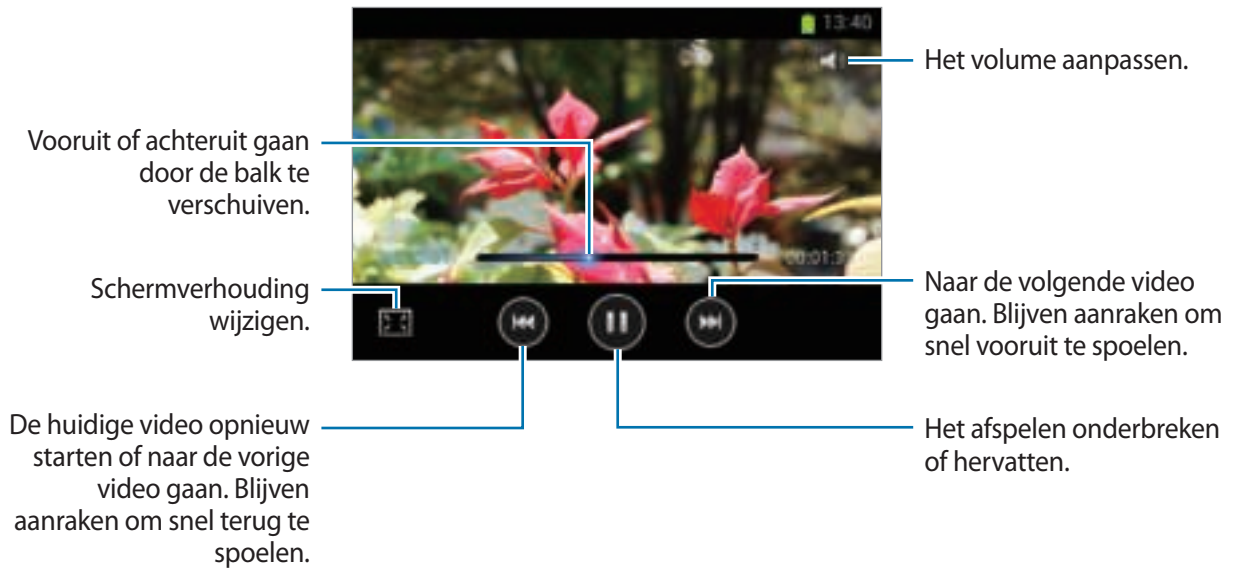 13:40
Het volume aanpassen.
Vooruit of achteruit gaan
door de balk te
verschuiven.
Schermverhouding
wijzigen.
Naar de volgende video
gaan. Blijven aanraken om
snel vooruit te spoelen.
De huidige video opnieuw
starten of naar de vorige
video gaan. Blijven
aanraken om snel terug te
spoelen.
Het afspelen onderbreken
of hervatten.